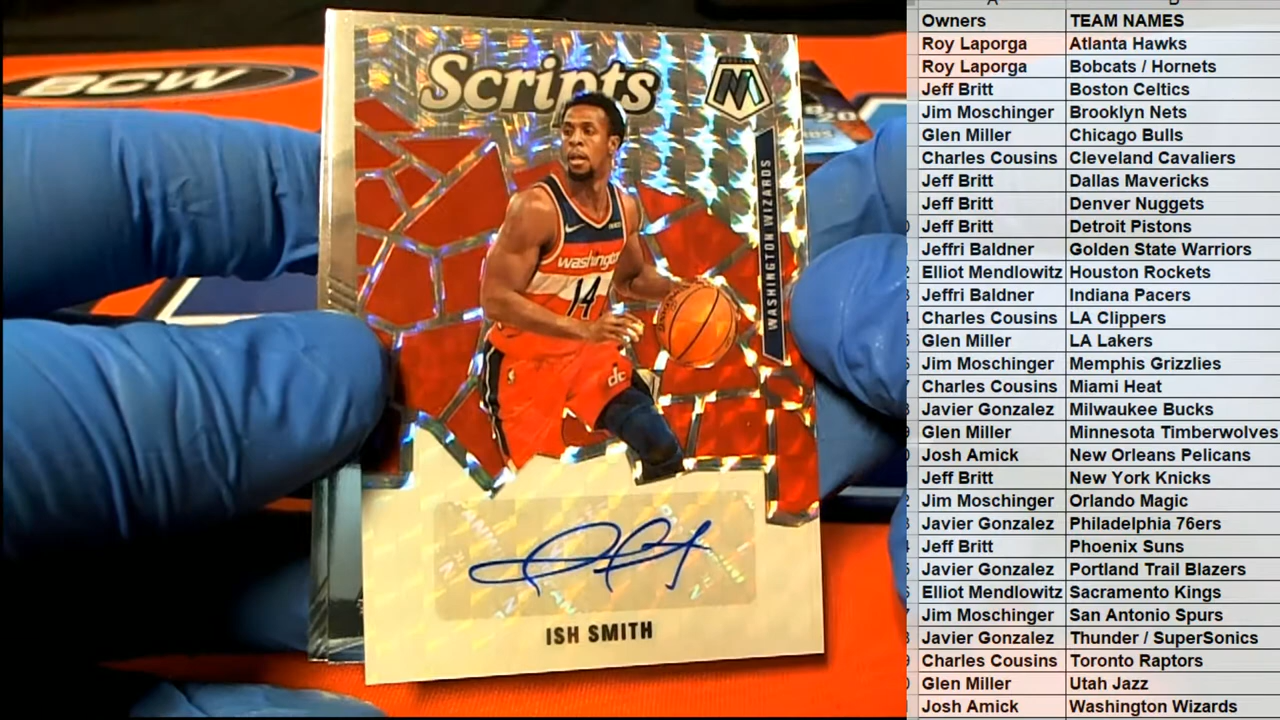 BCW
Scripts
MOSAIC
WASHINGTON WIZARDS
washington
14
dc
ISH SMITH
Owners TEAM NAMES
Roy Laporga Atlanta Hawks
Roy Laporga Bobcats / Hornets
Jeff Britt Boston Celtics
Jim Moschinger Brooklyn Nets
Glen Miller Chicago Bulls
Charles Cousins Cleveland Cavaliers
Jeff Britt Dallas Mavericks
Jeff Britt Denver Nuggets
Jeff Britt Detroit Pistons
Jeffri Baldner Golden State Warriors
Elliot Mendlowitz Houston Rockets
Jeffri Baldner Indiana Pacers
Charles Cousins LA Clippers
Glen Miller LA Lakers
Jim Moschinger Memphis Grizzlies
Charles Cousins Miami Heat
Javier Gonzalez Milwaukee Bucks
Glen Miller Minnesota Timberwolves
Josh Amick New Orleans Pelicans
Jeff Britt New York Knicks
Jim Moschinger Orlando Magic
Javier Gonzalez Philadelphia 76ers
Jeff Britt Phoenix Suns
Javier Gonzalez Portland Trail Blazers
Elliot Mendlowitz Sacramento Kings
Jim Moschinger San Antonio Spurs
Javier Gonzalez Thunder / SuperSonics
Charles Cousins Toronto Raptors
Glen Miller Utah Jazz
Josh Amick Washington Wizards